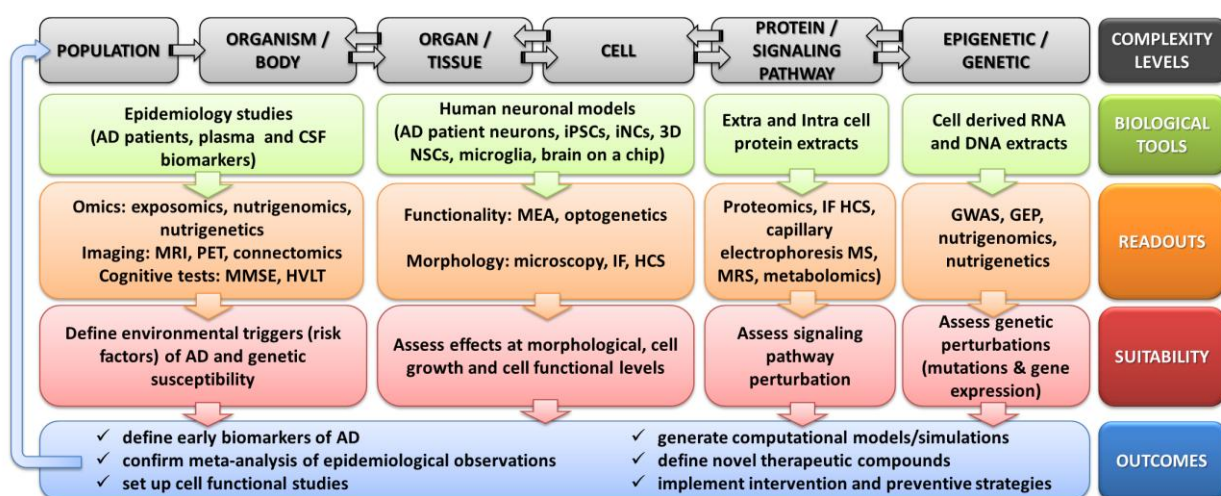 POPULATION
ORGANISM /
BODY
ORGAN /
TISSUE
CELL
PROTEIN /
SIGNALING
PATHWAY
EPIGENETIC /
GENETIC
COMPLEXITY
LEVELS
Epidemiology studies
(AD patients, plasma and CSF
biomarkers)
Human neuronal models
(AD patient neurons, iPSCs, iNCs, 3D
NSCs, microglia, brain on a chip)
Extra and Intra cell
protein extracts
Cell derived RNA
and DNA extracts
BIOLOGICAL
TOOLS
Omics: exposomics, nutrigenomics,
nutrigenetics
Imaging: MRI, PET, connectomics
Cognitive tests: MMSE, HVLT
Functionality: MEA, optogenetics
Morphology: microscopy, IF, HCS
Proteomics, IF HCS,
capillary
electrophoresis MS,
MRS, metabolomics)
GWAS, GEP,
nutrigenomics,
nutrigenetics
READOUTS
Define environmental triggers (risk
factors) of AD and genetic
susceptibility
Assess effects at morphological, cell
growth and cell functional levels
Assess signaling
pathway
perturbation
Assess genetic
perturbations
(mutations & gene
expression)
SUITABILITY
✓ define early biomarkers of AD
✓ confirm meta-analysis of epidemiological observations
✓ set up cell functional studies
✓ generate computational models/simulations
✓ define novel therapeutic compounds
✓ implement intervention and preventive strategies
OUTCOMES